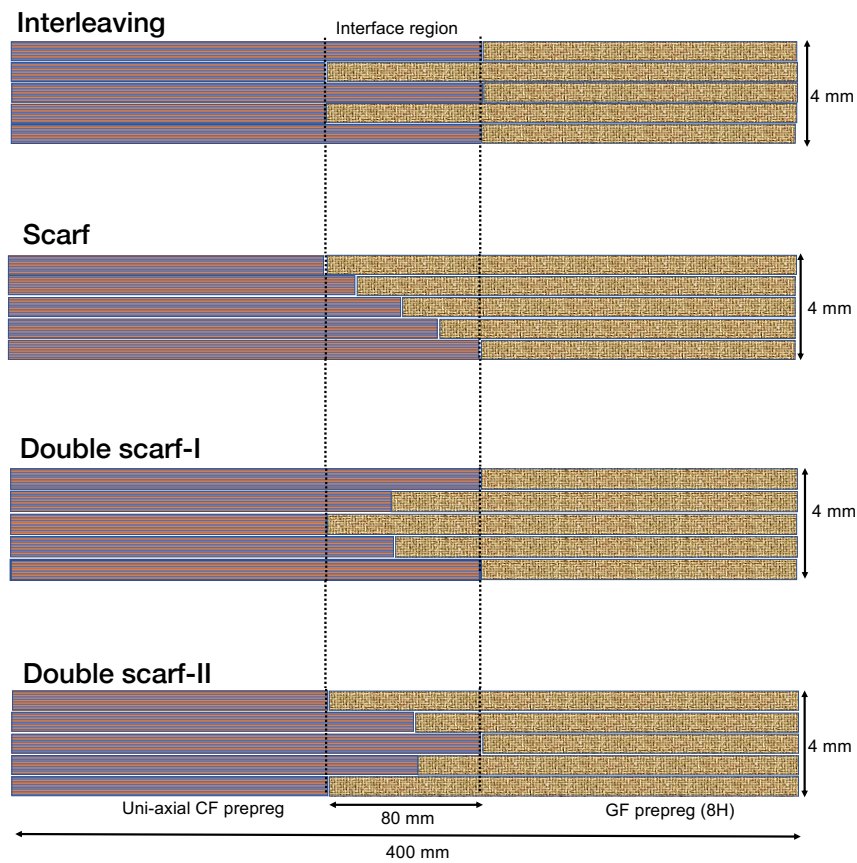 Interleaving
Interface region
4 mm
Scarf
4 mm
Double scarf-I
4 mm
Double scarf-II
4 mm
Uni-axial CF prepreg
80 mm
GF prepreg (8H)
400 mm